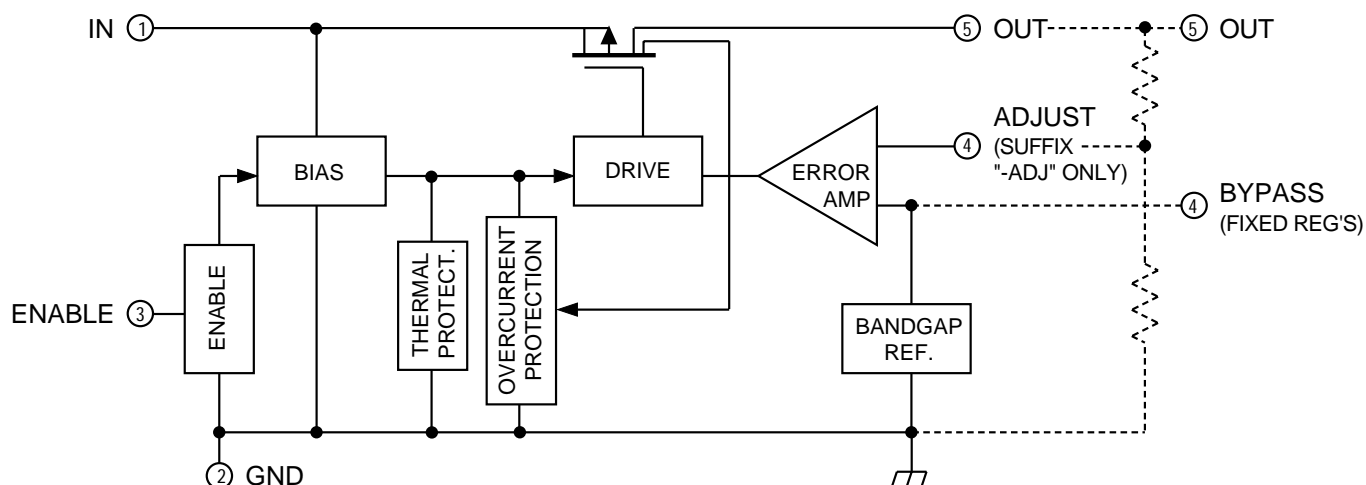 IN 1
5 OUT
5 OUT
4 ADJUST
(SUFFIX
"-ADJ" ONLY)
BIAS
DRIVE
ERROR
AMP
4 BYPASS
(FIXED REG'S)
ENABLE 3
ENABLE
THERMAL
PROTECT.
OVERCURRENT
PROTECTION
BANDGAP
REF.
2 GND